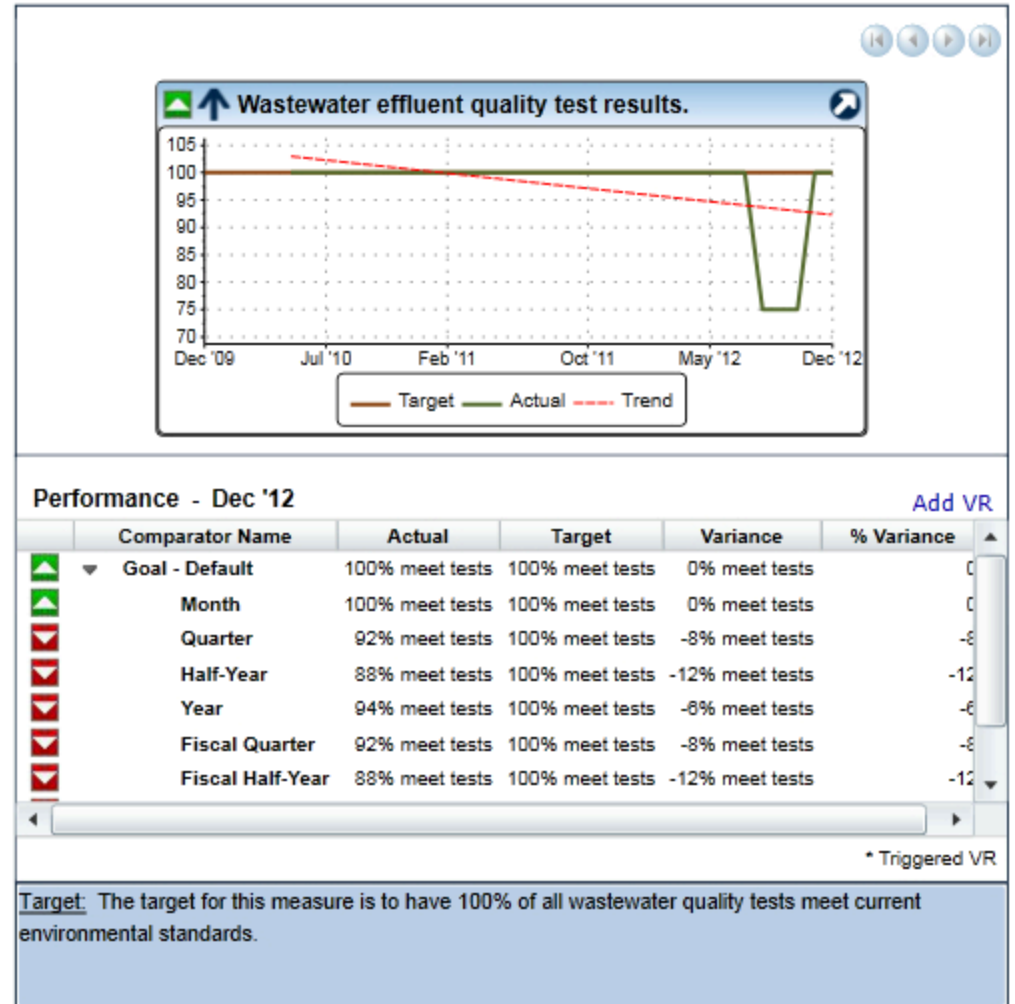 Wastewater effluent quality test results.
105
100
95
90
85
80
75
70
Dec '09 Jul '10 Feb '11 Oct '11 May '12 Dec '12
Target Actual Trend
Performance - Dec '12
Add VR
Comparator Name Actual Target Variance % Variance
Goal - Default 100% meet tests 100% meet tests 0% meet tests
Month 100% meet tests 100% meet tests 0% meet tests
Quarter 92% meet tests 100% meet tests -8% meet tests -8
Half-Year 88% meet tests 100% meet tests -12% meet tests -12
Year 94% meet tests 100% meet tests -6% meet tests -6
Fiscal Quarter 92% meet tests 100% meet tests -8% meet tests -8
Fiscal Half-Year 88% meet tests 100% meet tests -12% meet tests -12
* Triggered VR
Target: The target for this measure is to have 100% of all wastewater quality tests meet current
environmental standards.